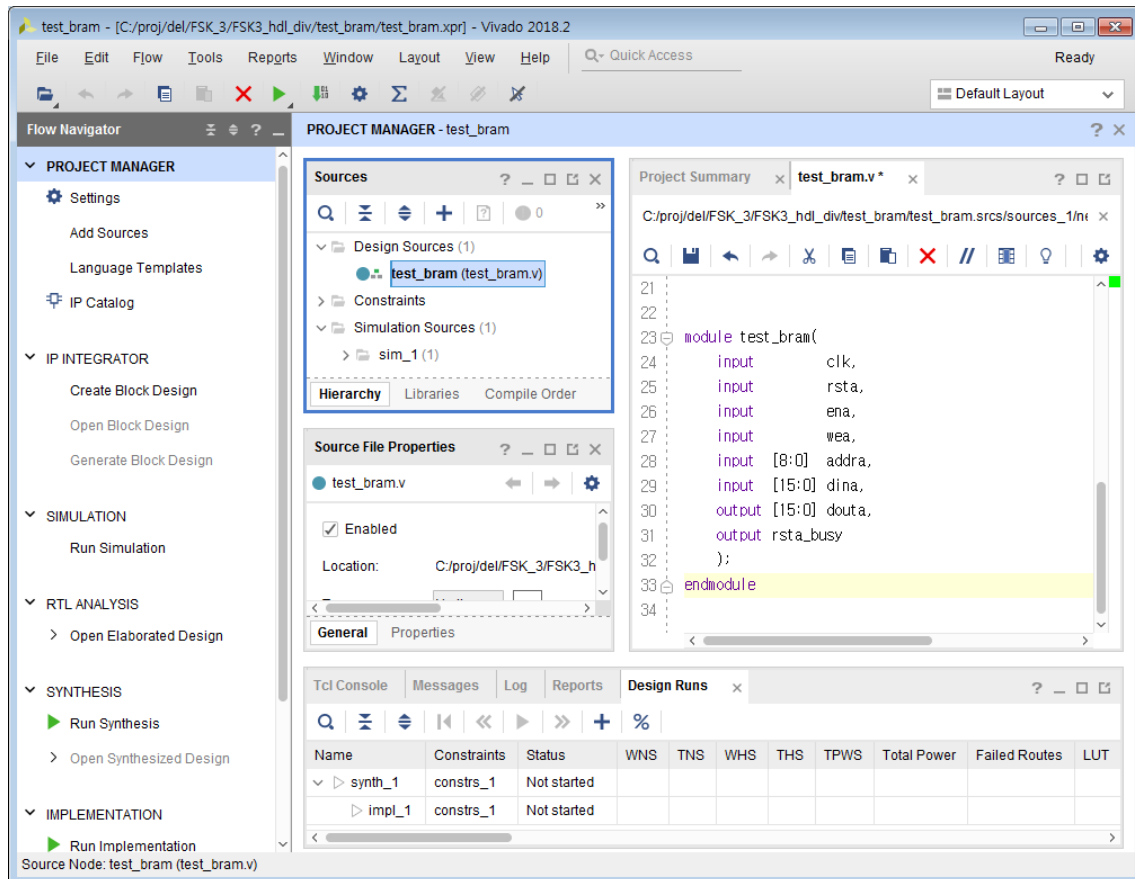 test_bram - [C:/proj/del/FSK_3/FSK3_hdl_div/test_bram/test_bram.xpr] - Vivado 2018.2
File Edit Flow Tools Reports Window Layout View Help Quick Access Ready
Default Layout
Flow Navigator
PROJECT MANAGER
Settings
Add Sources
Language Templates
IP Catalog
IP INTEGRATOR
Create Block Design
Open Block Design
Generate Block Design
SIMULATION
Run Simulation
RTL ANALYSIS
Open Elaborated Design
SYNTHESIS
Run Synthesis
Open Synthesized Design
IMPLEMENTATION
Run Implementation
PROJECT MANAGER - test_bram
Sources
0
Design Sources (1)
test_bram (test_bram.v)
Constraints
Simulation Sources (1)
sim_1 (1)
Hierarchy Libraries Compile Order
Source File Properties
test_bram.v
Enabled
Location: C:/proj/del/FSK_3/FSK3_h
General Properties
Project Summary test_bram.v *
C:/proj/del/FSK_3/FSK3_hdl_div/test_bram/test_bram.srcs/sources_1/ne
21
22
23 module test_bram(
24 input clk,
25 input rsta,
26 input ena,
27 input wea,
28 input [8:0] addra,
29 input [15:0] dina,
30 output [15:0] douta,
31 output rsta_busy
32 );
33 endmodule
34
Tcl Console Messages Log Reports Design Runs
Name Constraints Status WNS TNS WHS THS TPWS Total Power Failed Routes LUT
synth_1 constrs_1 Not started
impl_1 constrs_1 Not started
Source Node: test_bram (test_bram.v)